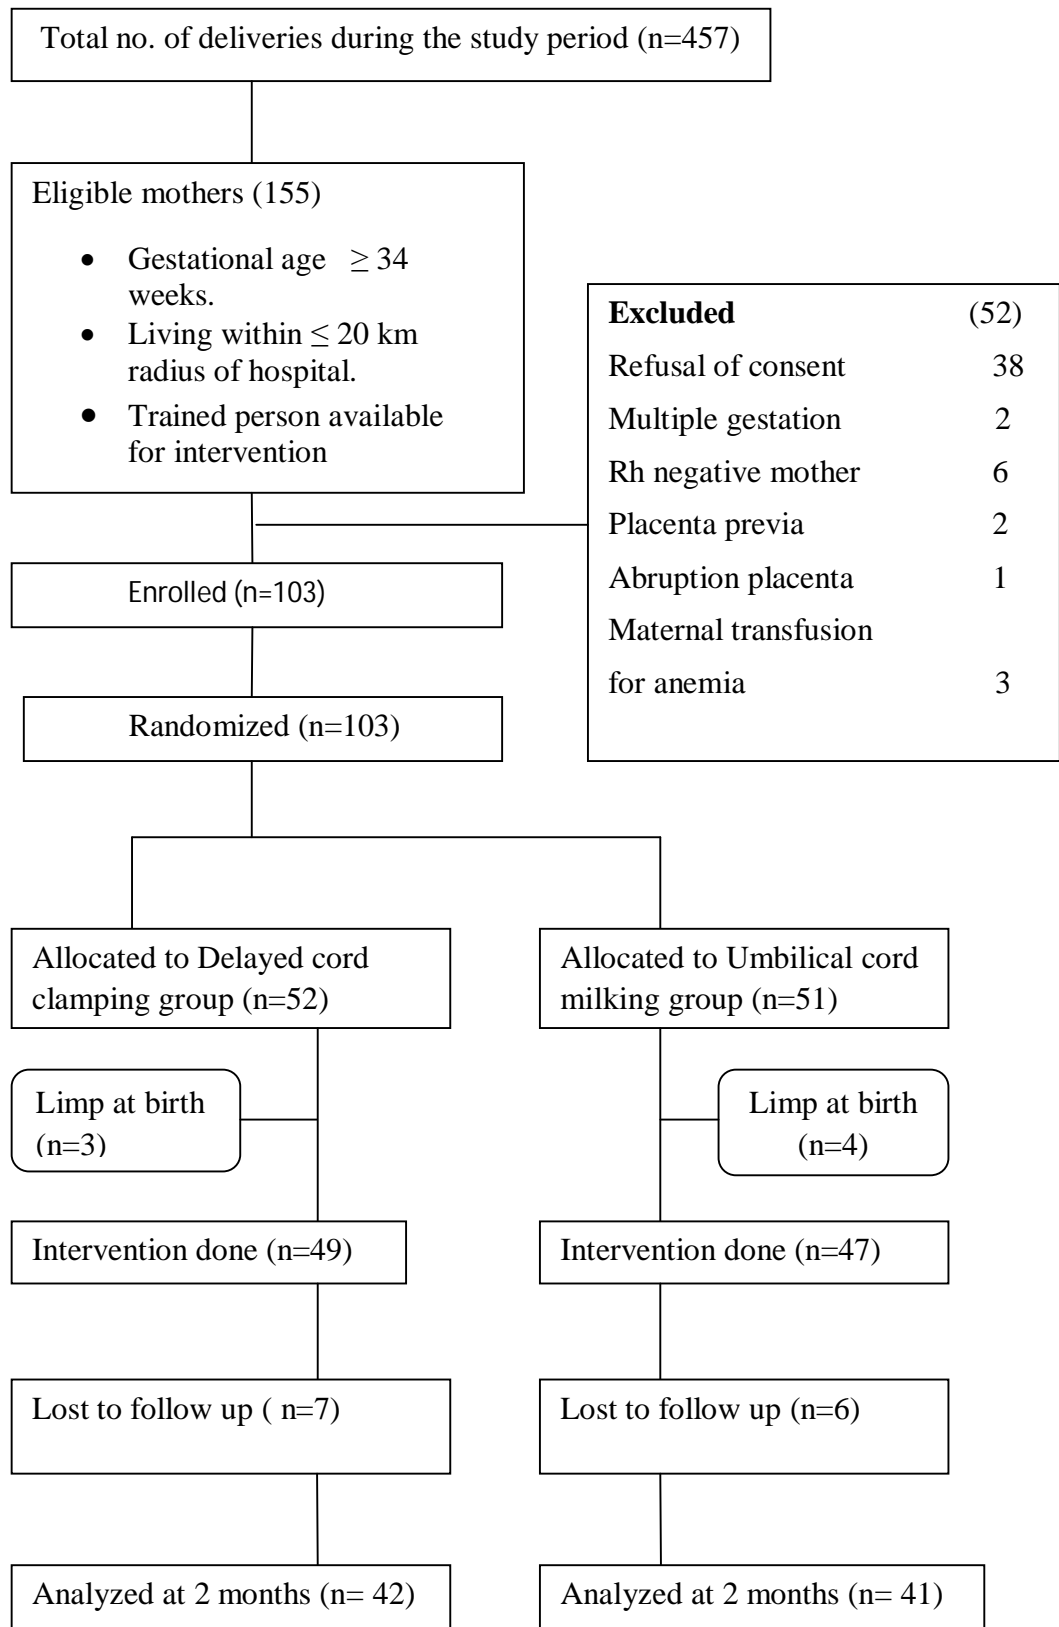 Total no. of deliveries during the study period (n=457)
Eligible mothers (155)
• Gestational age ≥ 34
weeks.
• Living within ≤ 20 km
radius of hospital.
• Trained person available
for intervention
Excluded (52)
Refusal of consent 38
Multiple gestation 2
Rh negative mother 6
Placenta previa 2
Abruption placenta 1
Maternal transfusion
for anemia 3
Enrolled (n=103)
Randomized (n=103)
Allocated to Delayed cord
clamping group (n=52)
Allocated to Umbilical cord
milking group (n=51)
Limp at birth
(n=3)
Limp at birth
(n=4)
Intervention done (n=49)
Intervention done (n=47)
Lost to follow up ( n=7)
Lost to follow up (n=6)
Analyzed at 2 months (n= 42)
Analyzed at 2 months (n= 41)